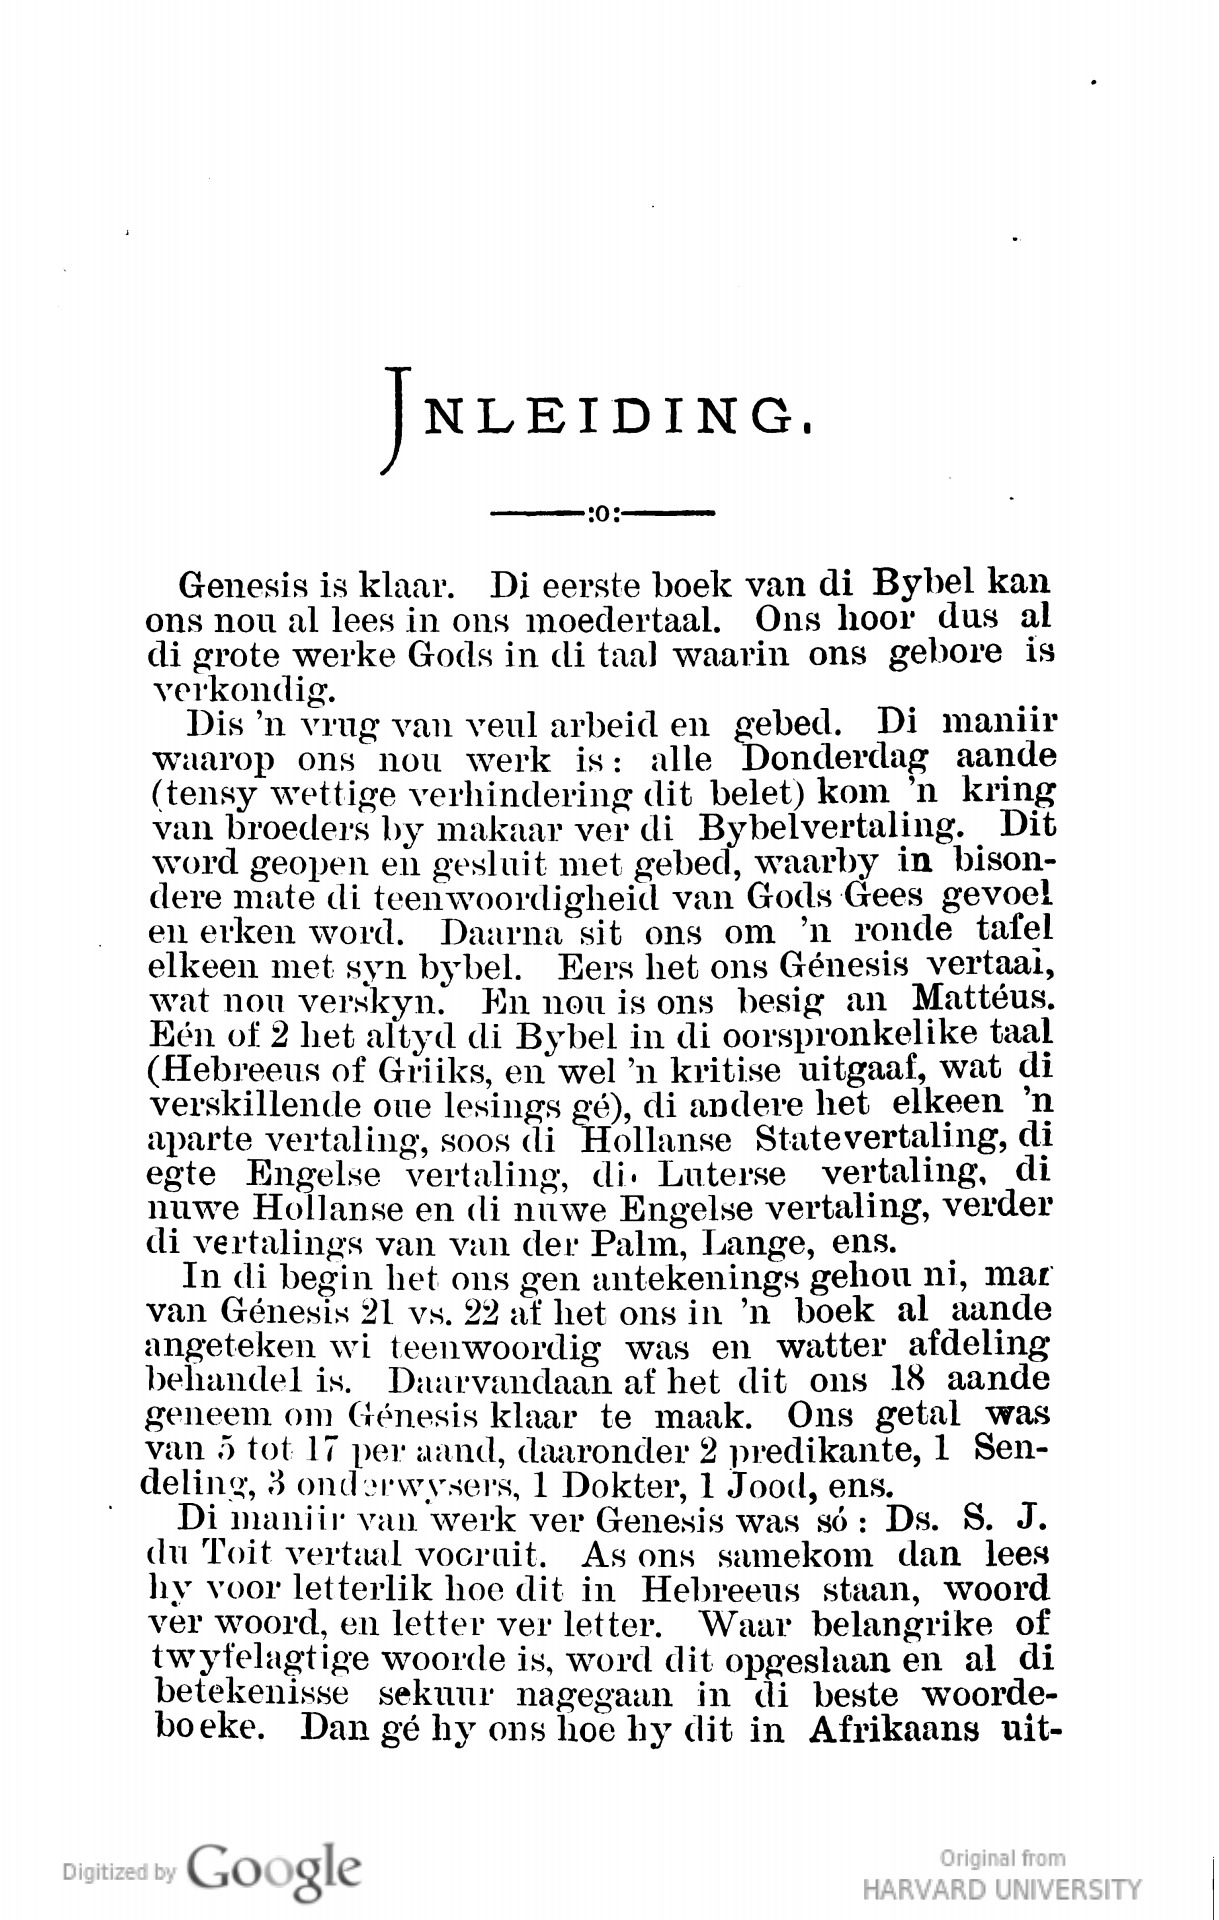 INLEIDING.
:o:
Genesis is klaar. Di eerste boek van di Bybel kan
ons nou al lees in ons moedertaal. Ons hoor dus al
di grote werke Gods in di taal waarin ons gebore is
verkondig.
Dis 'n vrug van veul arbeid en gebed. Di maniir
waarop ons nou werk is: alle Donderdag aande
(tensy wettige verhindering dit belet) kom 'n kring
van broeders by makaar ver di Bybelvertaling. Dit
word geopen en gesluit met gebed, waarby in bison-
dere mate di teenwoordigheid van Gods Gees gevoel
en erken word. Daarna sit ons om 'n ronde tafel
elkeen met syn bybel. Eers het ons Génesis vertaai,
wat nou verskyn. En nou is ons besig an Mattéus.
Eén of 2 het altyd di Bybel in di oorspronkelike taal
(Hebreeus of Griiks, en wel 'n kritise uitgaaf, wat di
verskillende oue lesings gé), di andere het elkeen 'n
aparte vertaling, soos di Hollanse Statevertaling, di
egte Engelse vertaling, di Luterse vertaling, di
nuwe Hollanse en di nuwe Engelse vertaling, verder
di vertalings van van der Palm, Lange, ens.
In di begin het ons gen antekenings gehou ni, mar
van Génesis 21 vs. 22 af het ons in 'n boek al aande
angeteken wi teenwoordig was en watter afdeling
behandel is. Daarvandaan af het dit ons 18 aande
geneem om Génesis klaar te maak. Ons getal was
van 5 tot 17 per aand, daaronder 2 predikante, 1 Sen-
deling, 3 onderwysers, 1 Dokter, 1 Jood, ens.
Di maniir van werk ver Genesis was só: Ds. S. J.
du Toit vertaal vooruit. As ons samekom dan lees
hy voor letterlik hoe dit in Hebreeus staan, woord
ver woord, en letter ver letter. Waar belangrike of
twyfelagtige woorde is, word dit opgeslaan en al di
betekenisse sekuur nagegaan in di beste woorde-
boeke. Dan gé hy ons hoe hy dit in Afrikaans uit-
Digitized by Google
Original from
HARVARD UNIVERSITY